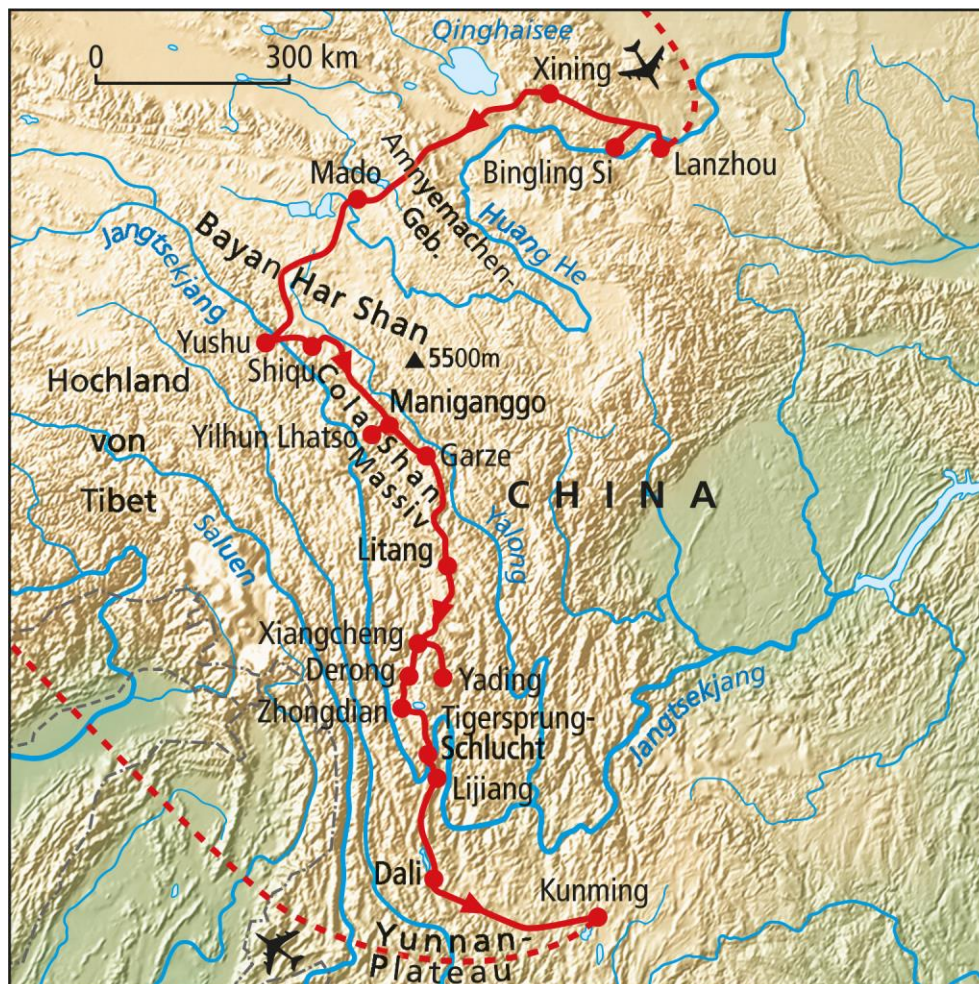 Qinghaisee
0 300 km
Xining
Bingling Si
Lanzhou
Mado
Amnyemachen-
Geb.
Huang He
Jangtsekjang
Bayan Har Shan
Yushu
Shiqu
5500m
Hochland
von
Tibet
Cola Shan
Massiv
Maniganggo
Yilhun Lhatso
Garze
CHINA
Saluen
Yalong
Litang
Xiangcheng
Derong
Yading
Zhongdian
Tigersprung-
Schlucht
Jangtsekjang
Lijiang
Dali
Kunming
Yunnan-
Plateau